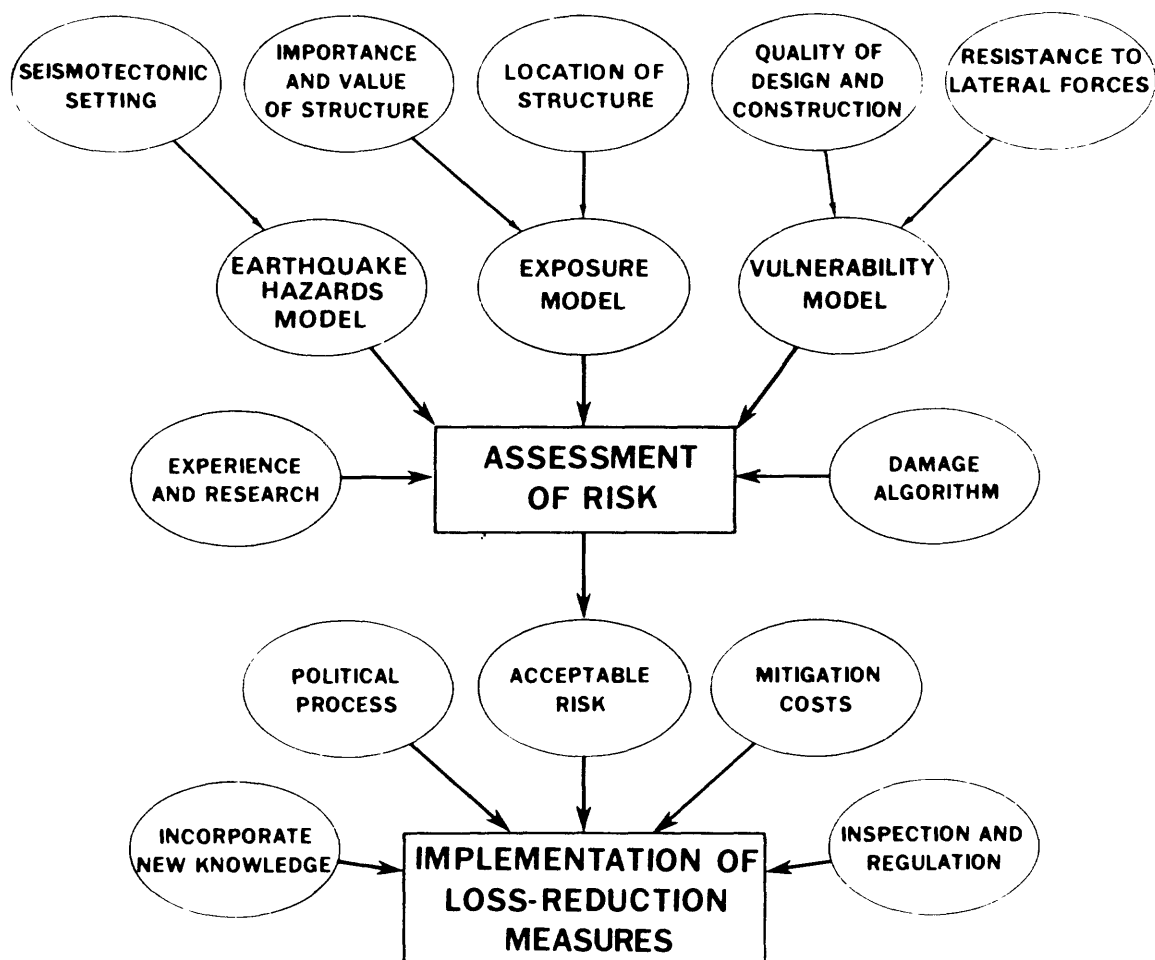 SEISMOTECTONIC
SETTING
IMPORTANCE
AND VALUE
OF STRUCTURE
LOCATION OF
STRUCTURE
QUALITY OF
DESIGN AND
CONSTRUCTION
RESISTANCE TO
LATERAL FORCES
EARTHQUAKE
HAZARDS
MODEL
EXPOSURE
MODEL
VULNERABILITY
MODEL
EXPERIENCE
AND RESEARCH
ASSESSMENT
OF RISK
DAMAGE
ALGORITHM
POLITICAL
PROCESS
ACCEPTABLE
RISK
MITIGATION
COSTS
INCORPORATE
NEW KNOWLEDGE
IMPLEMENTATION OF
LOSS-REDUCTION
MEASURES
INSPECTION AND
REGULATION